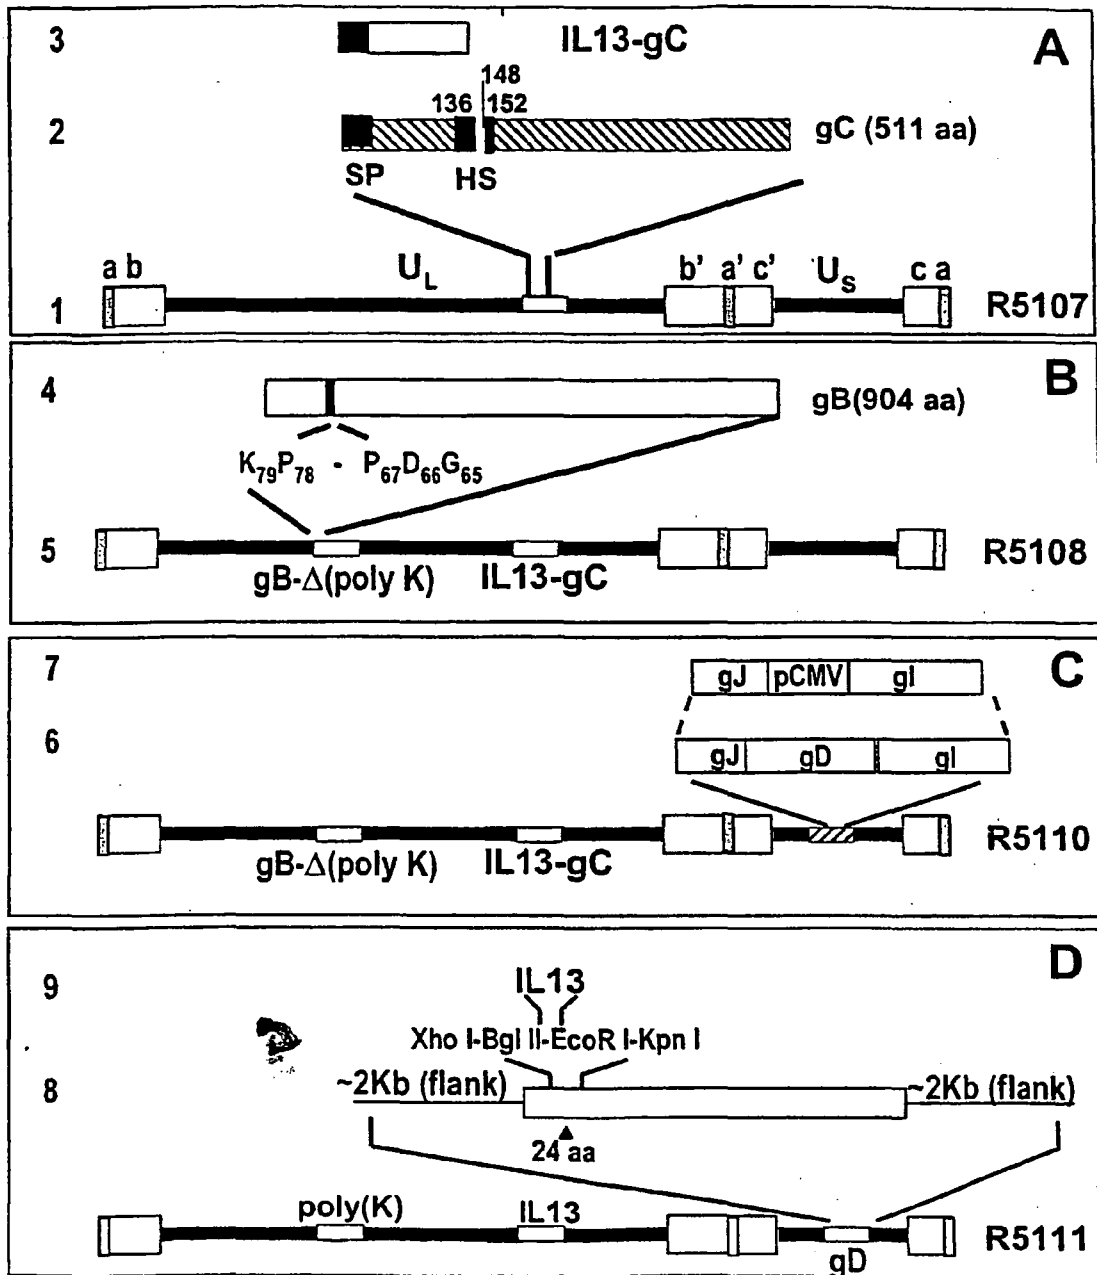 A
3 IL13-gC
148
136 152
2 gC (511 aa)
SP HS
a b U_L b' a' c' U_S c a
1 R5107
B
4 gB(904 aa)
K79P78 - P67D66G65
5 R5108
gB-Δ(poly K) IL13-gC
C
7 gJ pCMV gI
6 gJ gD gI
R5110
gB-Δ(poly K) IL13-gC
D
9 IL13
Xho I-Bgl II-EcoR I-Kpn I
8 ~2Kb (flank) ~2Kb (flank)
24 aa
poly(K) IL13
R5111
gD